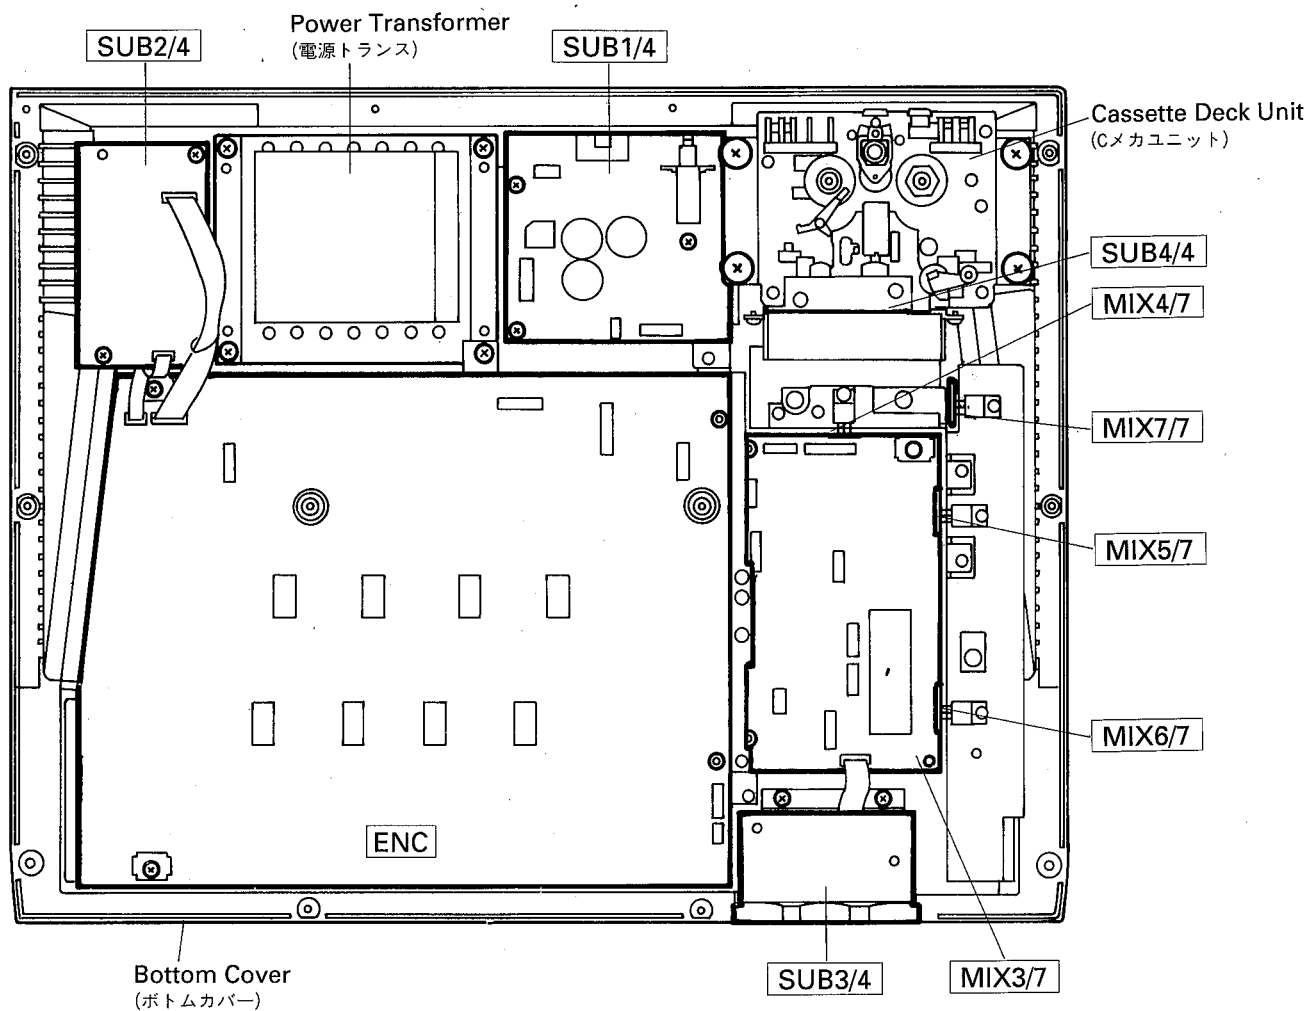 Power Transformer
(電源トランス)
SUB2/4
SUB1/4
Cassette Deck Unit
(Cメカユニット)
SUB4/4
MIX4/7
MIX7/7
MIX5/7
MIX6/7
ENC
Bottom Cover
(ボトムカバー)
SUB3/4
MIX3/7